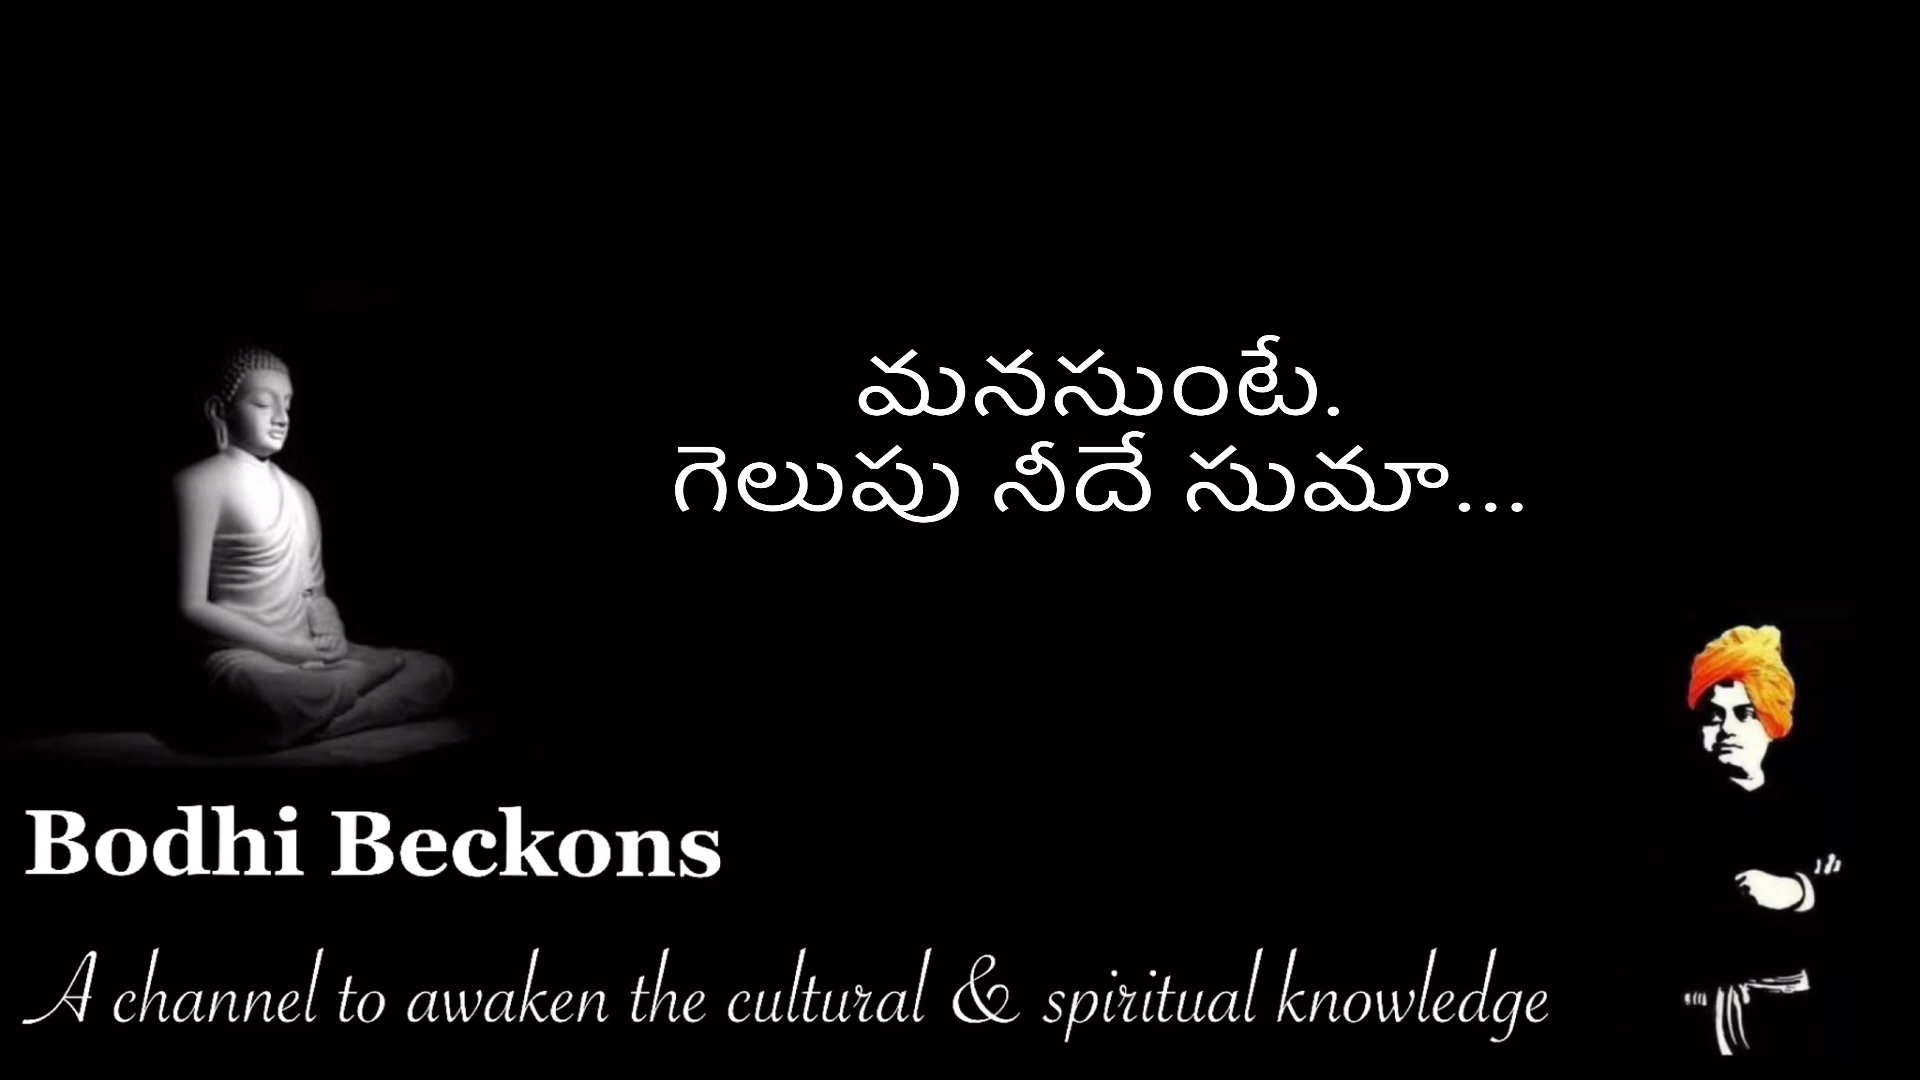 మనసుంటే.
గెలుపు నీదే సుమా...
Bodhi Beckons
A channel to awaken the cultural & spiritual knowledge